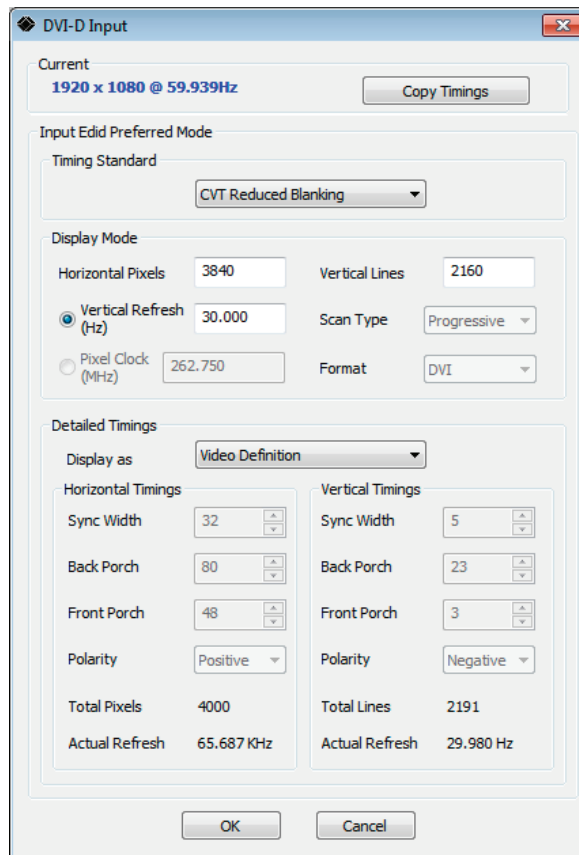 DVI-D Input
Current
1920 x 1080 @ 59.939Hz
Copy Timings
Input Edid Preferred Mode
Timing Standard
CVT Reduced Blanking
Display Mode
Horizontal Pixels 3840 Vertical Lines 2160
Vertical Refresh (Hz) 30.000 Scan Type Progressive
Pixel Clock (MHz) 262.750 Format DVI
Detailed Timings
Display as Video Definition
Horizontal Timings
Sync Width 32
Back Porch 80
Front Porch 48
Polarity Positive
Total Pixels 4000
Actual Refresh 65.687 KHz
Vertical Timings
Sync Width 5
Back Porch 23
Front Porch 3
Polarity Negative
Total Lines 2191
Actual Refresh 29.980 Hz
OK Cancel